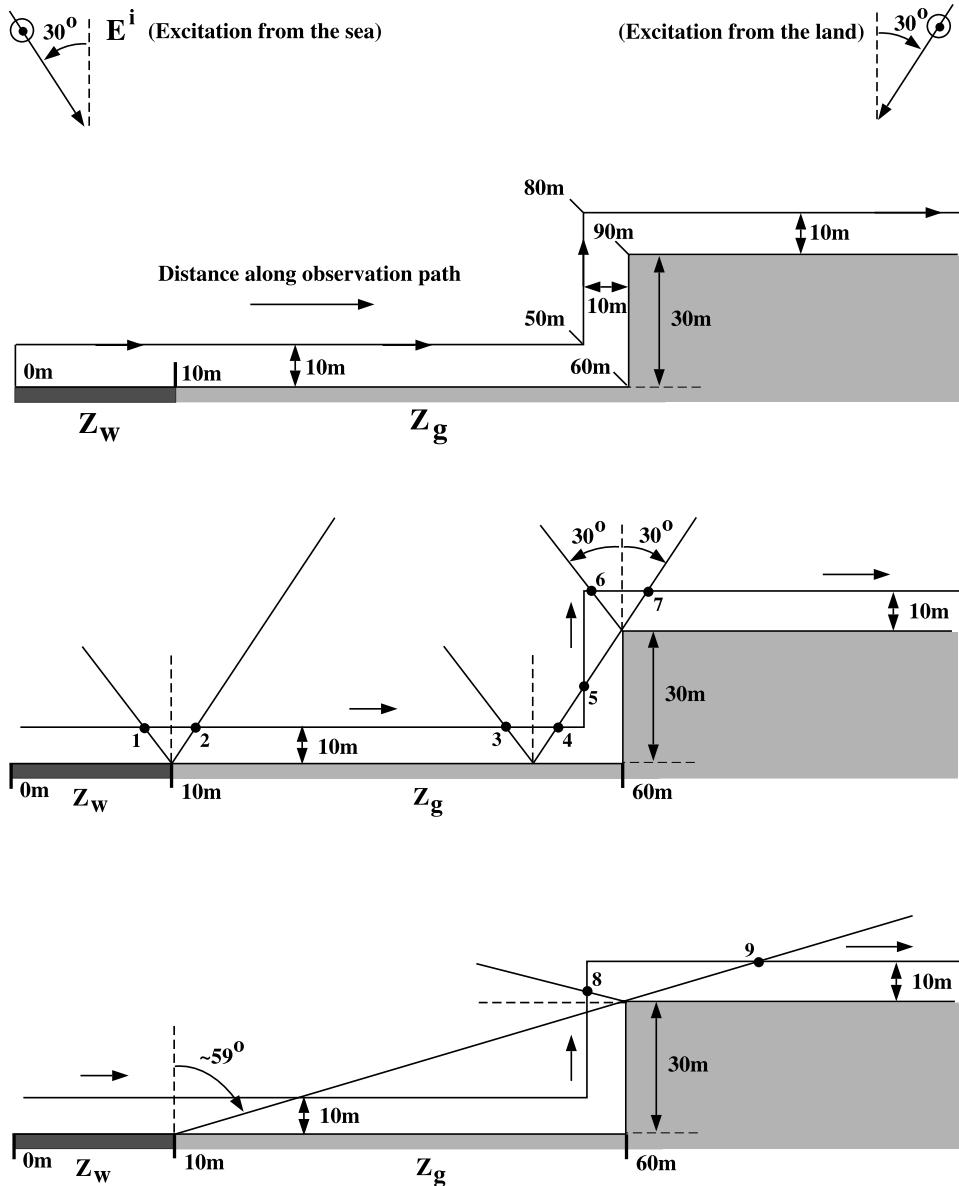 30° E^i (Excitation from the sea) (Excitation from the land) 30°
80m
90m 10m
Distance along observation path
10m
50m 30m
0m 10m 10m 60m
Z_w Z_g
30° 30°
6
7
10m
5
30m
1 2 3 4
10m
0m Z_w 10m Z_g 60m
9
8
10m
~59°
30m
10m
0m Z_w 10m Z_g 60m